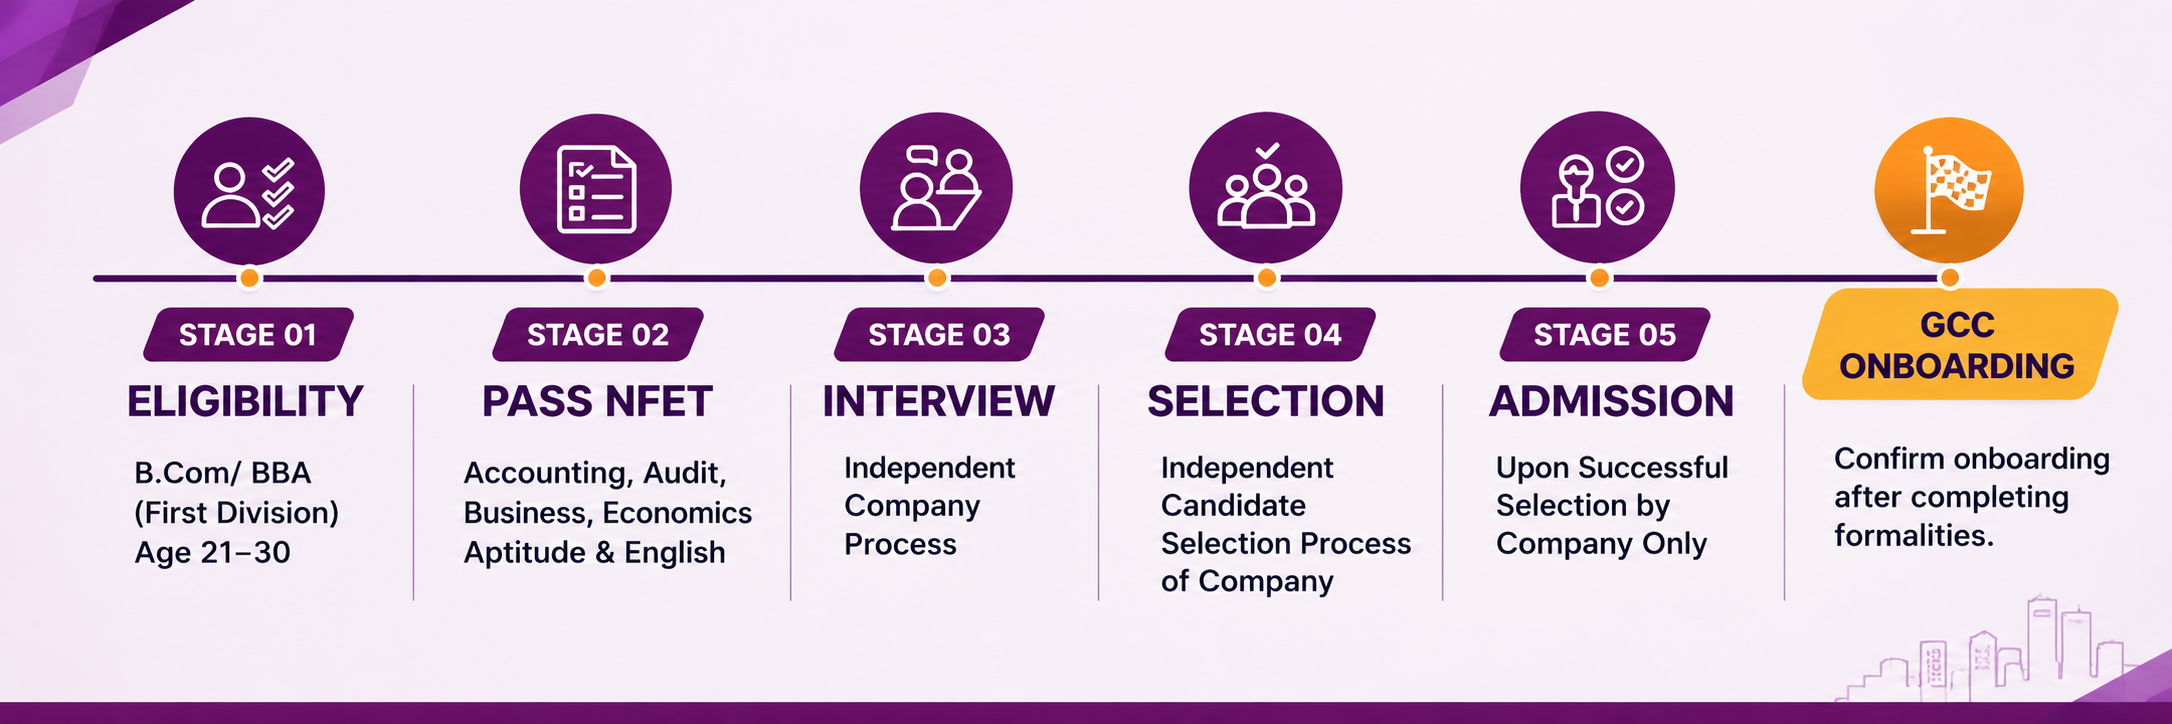 STAGE 01
ELIGIBILITY
B.Com/ BBA
(First Division)
Age 21–30
STAGE 02
PASS NFET
Accounting, Audit,
Business, Economics
Aptitude & English
STAGE 03
INTERVIEW
Independent
Company
Process
STAGE 04
SELECTION
Independent
Candidate
Selection Process
of Company
STAGE 05
ADMISSION
Upon Successful
Selection by
Company Only
GCC
ONBOARDING
Confirm onboarding
after completing
formalities.